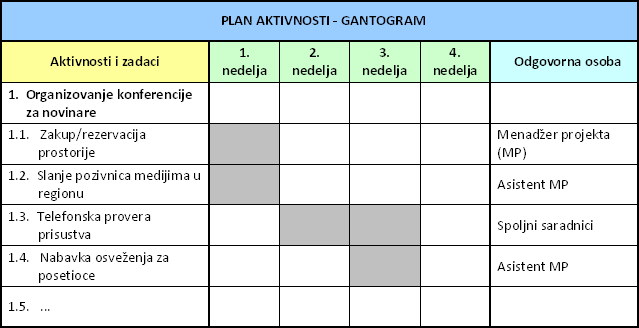 PLAN AKTIVNOSTI - GANTOGRAM
Aktivnosti i zadaci
1. nedelja
2. nedelja
3. nedelja
4. nedelja
Odgovorna osoba
1. Organizovanje konferencije
za novinare
1.1. Zakup/rezervacija
prostorije
Menadžer projekta
(MP)
1.2. Slanje pozivnica medijima u
regionu
Asistent MP
1.3. Telefonska provera
prisustva
Spoljni saradnici
1.4. Nabavka osveženja za
posetioce
Asistent MP
1.5. ...